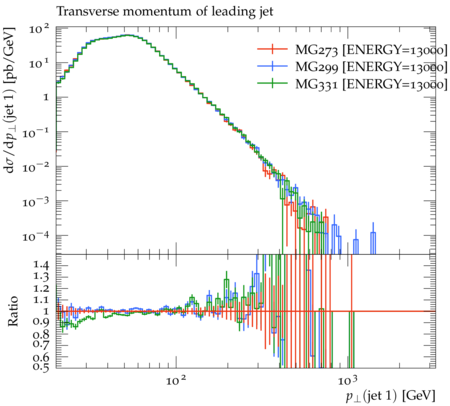 Transverse momentum of leading jet
dσ/dp⊥(jet 1) [pb/GeV]
10²
10¹
1
10⁻¹
10⁻²
10⁻³
10⁻⁴
MG273 [ENERGY=13000]
MG299 [ENERGY=13000]
MG331 [ENERGY=13000]
Ratio
1.4
1.3
1.2
1.1
1
0.9
0.8
0.7
0.6
0.5
10²
10³
p⊥(jet 1) [GeV]